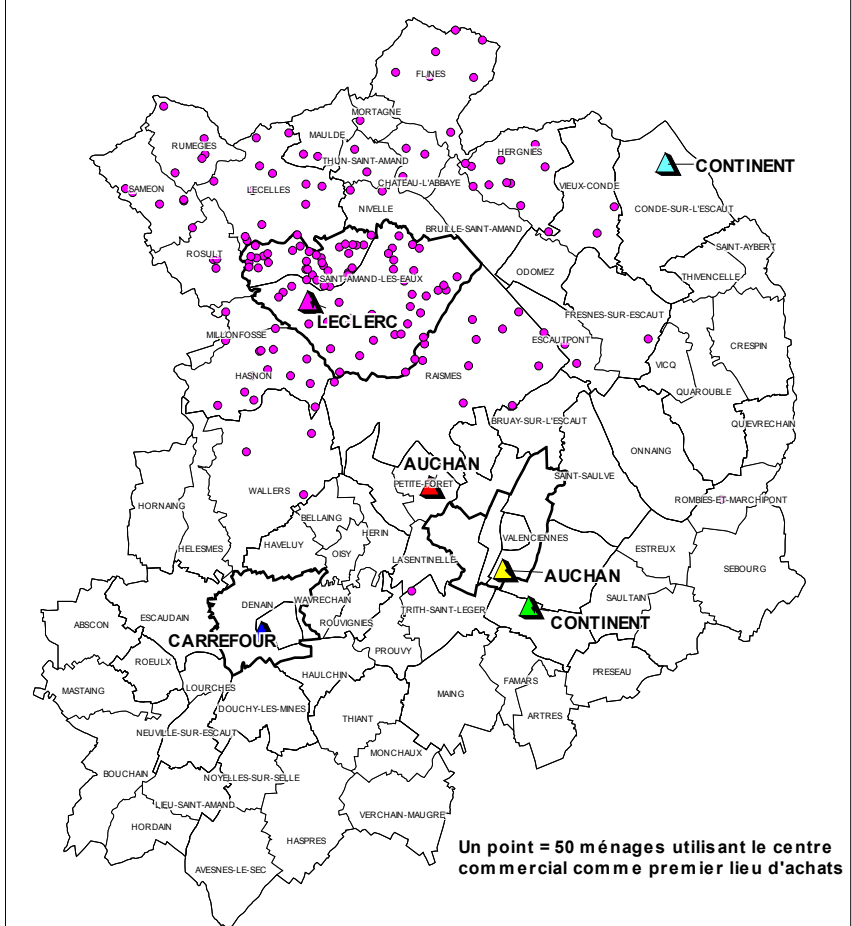 FLINES
MORTAGNE
MAULDE
RUMEGIES
THUN-SAINT-AMAND
HERGNIES
CONTINENT
CHATEAU-L'ABBAYE
VIEUX-CONDE
SAMEON
LECELLES
NIVELLE
CONDE-SUR-L'ESCAUT
BRUILLE-SAINT-AMAND
SAINT-AYBERT
ROSULT
ODOMEZ
THIVENCELLE
SAINT-AMAND-LES-EAUX
FRESNES-SUR-ESCAUT
LECLERC
CRESPIN
MILLONFOSSE
ESCAUTPONT
VICQ
HASNON
RAISMES
QUAROUBLE
BRUAY-SUR-L'ESCAUT
QUIEVRECHAIN
ONNAING
AUCHAN
SAINT-SAULVE
PETITE-FORET
WALLERS
ROMBIES-ET-MARCHIPONT
HORNAING
BELLAING
HERIN
VALENCIENNES
HAVELUY
OISY
HELESMES
LA SENTINELLE
ESTREUX
SEBOURG
AUCHAN
DENAIN
WAVRECHAIN
SAULTAIN
ESCAUDAIN
TRITH-SAINT-LEGER
ABSCON
ROUVIGNIES
CONTINENT
CARREFOUR
PROUVY
ROEULX
HAULCHIN
PRESEAU
FAMARS
MASTAING
LOURCHES
MAING
DOUCHY-LES-MINES
ARTRES
THIANT
NEUVILLE-SUR-ESCAUT
MONCHAUX
BOUCHAIN
NOYELLES-SUR-SELLE
LIEU-SAINT-AMAND
VERCHAIN-MAUGRE
HORDAIN
HASPRES
AVESNES-LE-SEC
Un point = 50 ménages utilisant le centre
commercial comme premier lieu d'achats